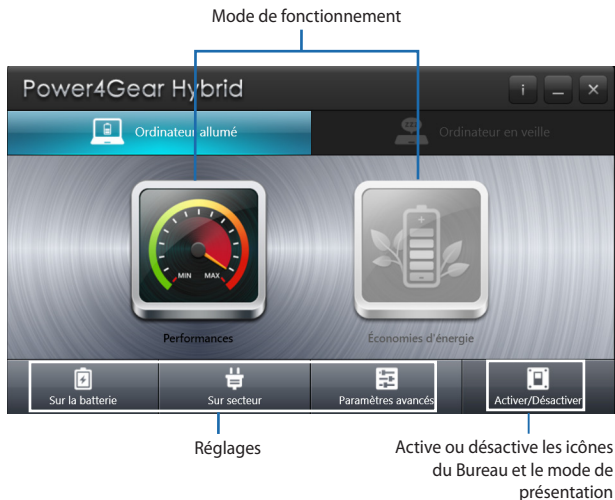 Mode de fonctionnement
Power4Gear Hybrid
i
Ordinateur allumé
zzz
Ordinateur en veille
MIN MAX
Performances
Économies d'énergie
Sur la batterie
Sur secteur
Paramètres avancés
Activer/Désactiver
Réglages
Active ou désactive les icônes
du Bureau et le mode de
présentation